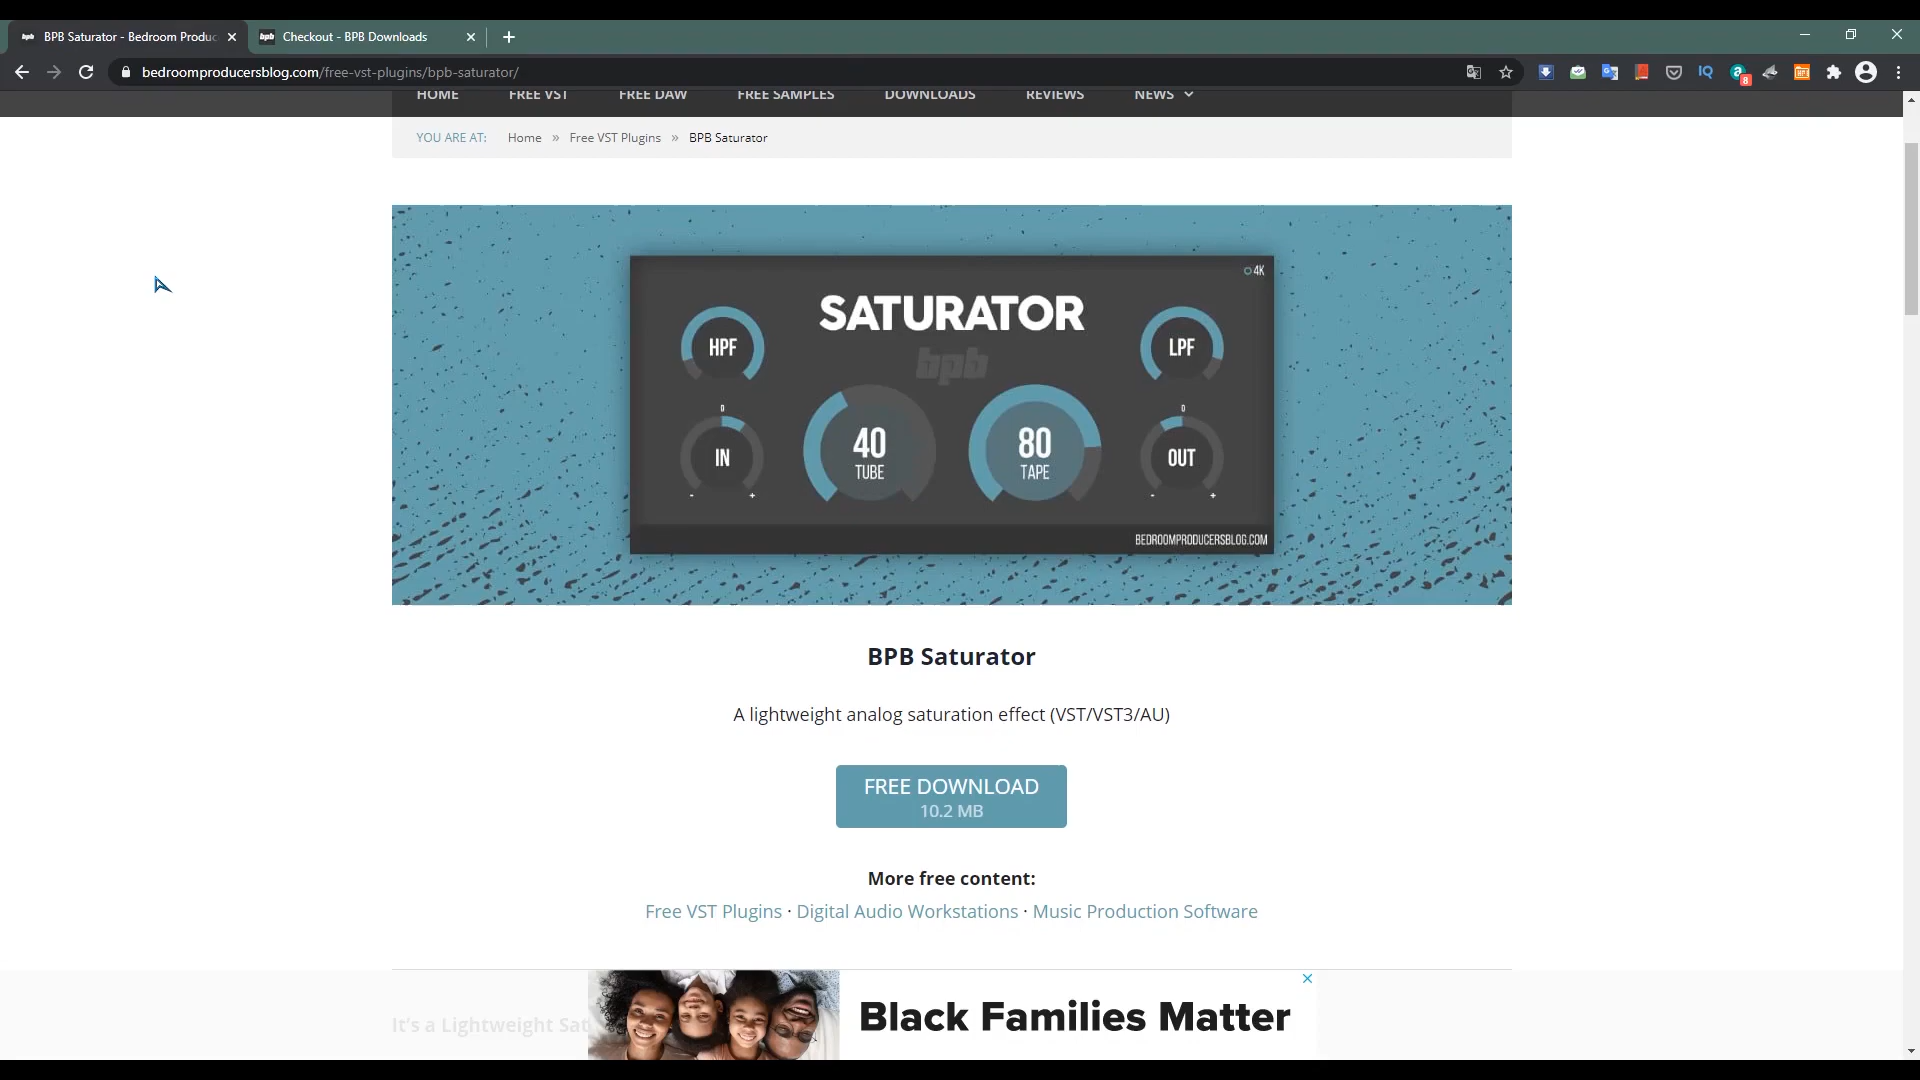 BPB Saturator - Bedroom Produc
Checkout - BPB Downloads
bedroomproducersblog.com/free-vst-plugins/bpb-saturator/
HOME FREE VST FREE DAW FREE SAMPLES DOWNLOADS REVIEWS NEWS
YOU ARE AT: Home » Free VST Plugins » BPB Saturator
4K
SATURATOR
bpb
HPF
LPF
0
0
IN
40
TUBE
80
TAPE
OUT
- +
- +
BEDROOMPRODUCERSBLOG.COM
BPB Saturator
A lightweight analog saturation effect (VST/VST3/AU)
FREE DOWNLOAD
10.2 MB
More free content:
Free VST Plugins · Digital Audio Workstations · Music Production Software
It's a Lightweight Sat
Black Families Matter